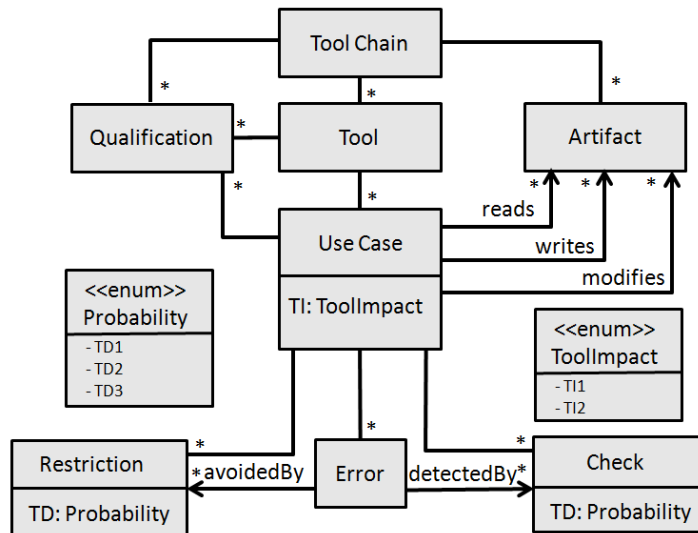 Tool Chain
*
*
*
Qualification
*
Tool
Artifact
*
*
*
*
*
reads
Use Case
writes
modifies
TI: ToolImpact
<<enum>>
Probability
- TD1
- TD2
- TD3
<<enum>>
ToolImpact
- TI1
- TI2
*
*
*
Restriction
* avoidedBy
Error
detectedBy*
Check
TD: Probability
TD: Probability